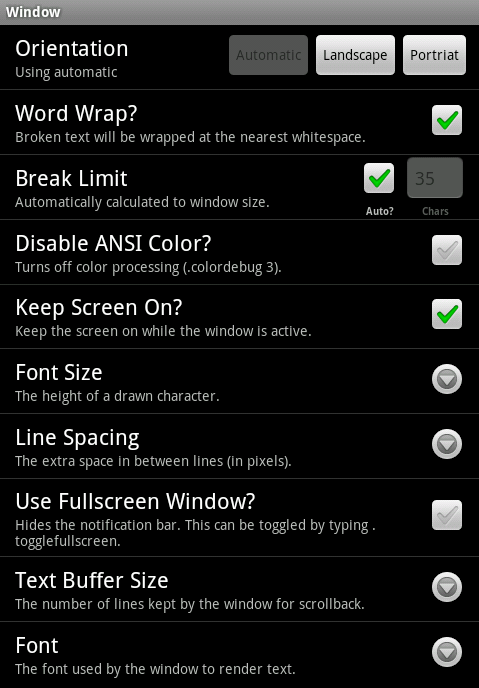 Window
Orientation
Using automatic
Automatic
Landscape
Portriat
Word Wrap?
Broken text will be wrapped at the nearest whitespace.
Break Limit
Automatically calculated to window size.
Auto?
35
Chars
Disable ANSI Color?
Turns off color processing (.colordebug 3).
Keep Screen On?
Keep the screen on while the window is active.
Font Size
The height of a drawn character.
Line Spacing
The extra space in between lines (in pixels).
Use Fullscreen Window?
Hides the notification bar. This can be toggled by typing .
togglefullscreen.
Text Buffer Size
The number of lines kept by the window for scrollback.
Font
The font used by the window to render text.